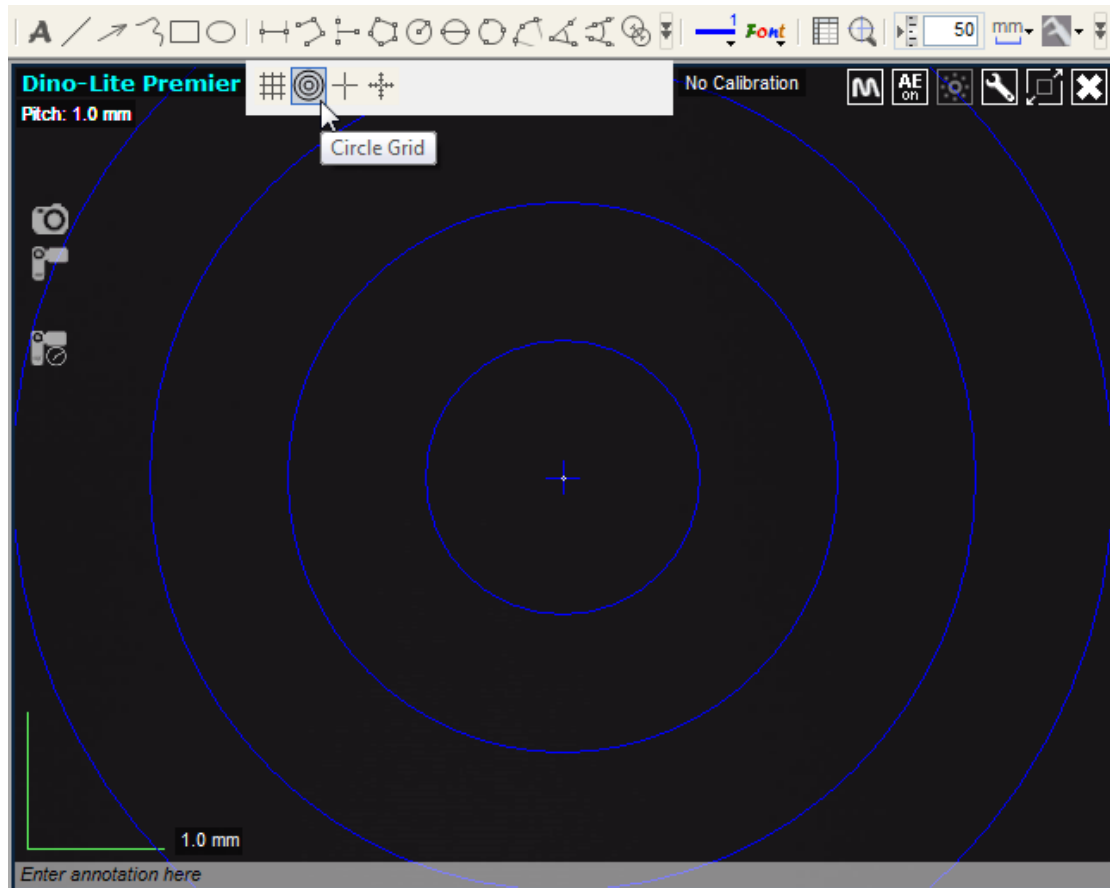 A 1 Font 50 mm
Dino-Lite Premier No Calibration AE
on
Pitch: 1.0 mm
Circle Grid
1.0 mm
Enter annotation here